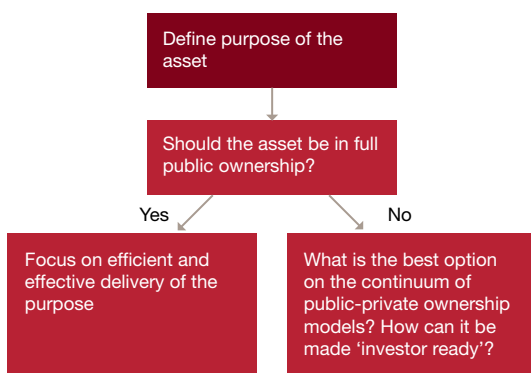 Define purpose of the
asset
Should the asset be in full
public ownership?
Yes
No
Focus on efficient and
effective delivery of the
purpose
What is the best option
on the continuum of
public-private ownership
models? How can it be
made ‘investor ready’?